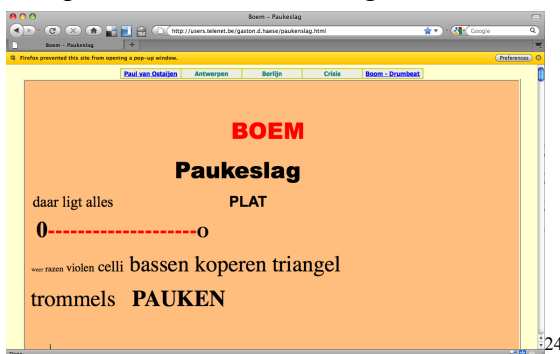 Boem - Paukeslag
http://users.telenet.be/gaston.d.haese/paukenslag.html
Google
Boem - Paukeslag
Firefox prevented this site from opening a pop-up window.
Preferences
Paul van Ostaijen Antwerpen Berlijn Crisis Boom - Drumbeat
BOEM
Paukeslag
daar ligt alles PLAT
0--------------------O
weer razen violen celli bassen koperen triangel
trommels PAUKEN
24